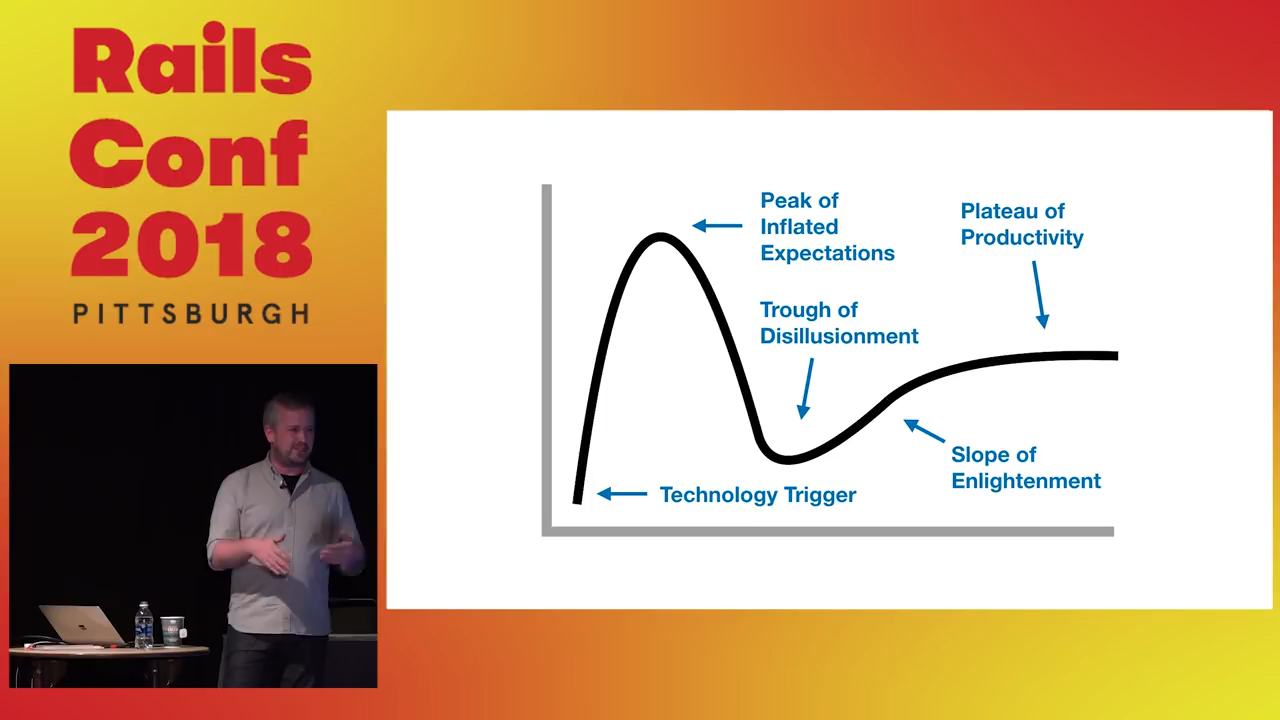 Rails
Conf
2018
PITTSBURGH
Peak of
Inflated
Expectations
Plateau of
Productivity
Trough of
Disillusionment
Slope of
Enlightenment
Technology Trigger